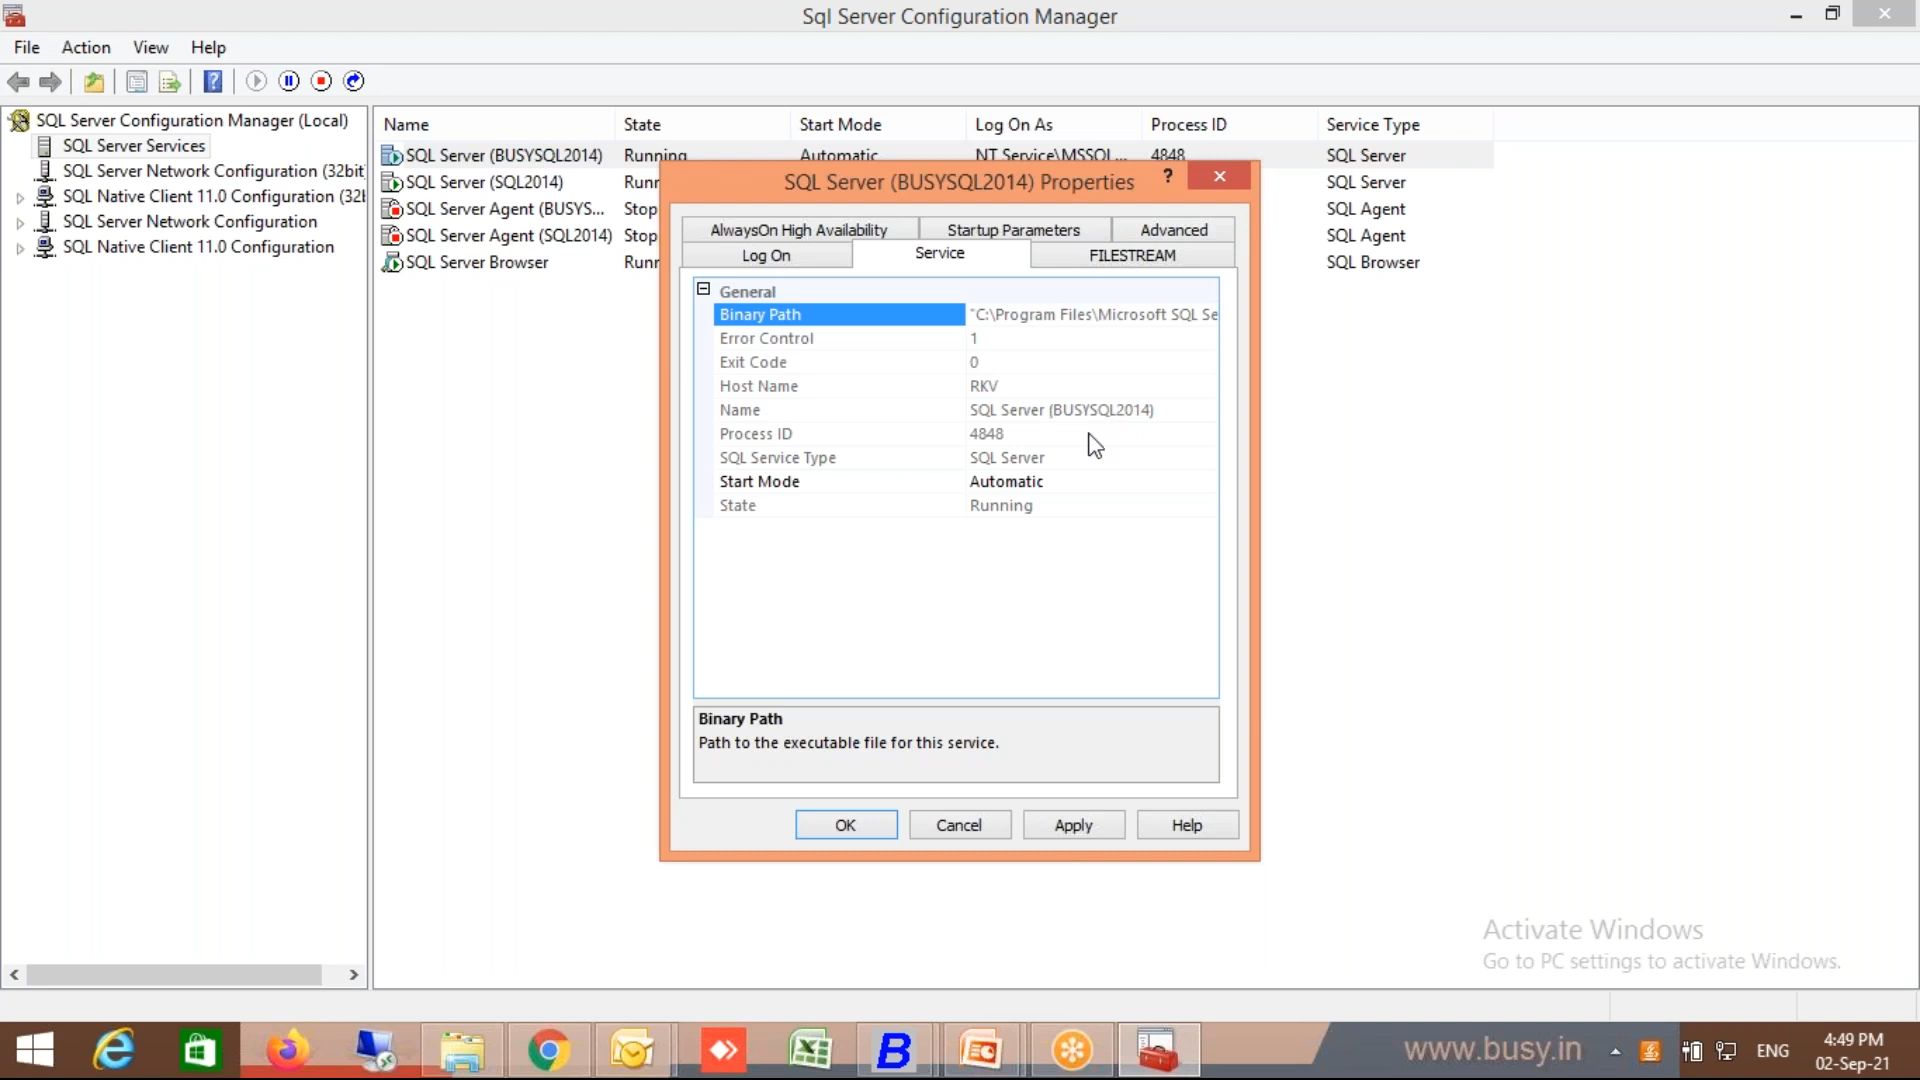 Sql Server Configuration Manager
File Action View Help
SQL Server Configuration Manager (Local)
SQL Server Services
SQL Server Network Configuration (32bit
SQL Native Client 11.0 Configuration (32b
SQL Server Network Configuration
SQL Native Client 11.0 Configuration
Name State Start Mode Log On As Process ID Service Type
SQL Server (BUSYSQL2014) Running Automatic NT Service\MSSQL... 4848 SQL Server
SQL Server (SQL2014) Runr SQL Server
SQL Server Agent (BUSYS... Stop SQL Agent
SQL Server Agent (SQL2014) Stop SQL Agent
SQL Server Browser Runr SQL Browser
SQL Server (BUSYSQL2014) Properties
?
AlwaysOn High Availability Startup Parameters Advanced
Log On Service FILESTREAM
General
Binary Path "C:\Program Files\Microsoft SQL Se
Error Control 1
Exit Code 0
Host Name RKV
Name SQL Server (BUSYSQL2014)
Process ID 4848
SQL Service Type SQL Server
Start Mode Automatic
State Running
Binary Path
Path to the executable file for this service.
OK Cancel Apply Help
Activate Windows
Go to PC settings to activate Windows.
www.busy.in
ENG
4:49 PM
02-Sep-21